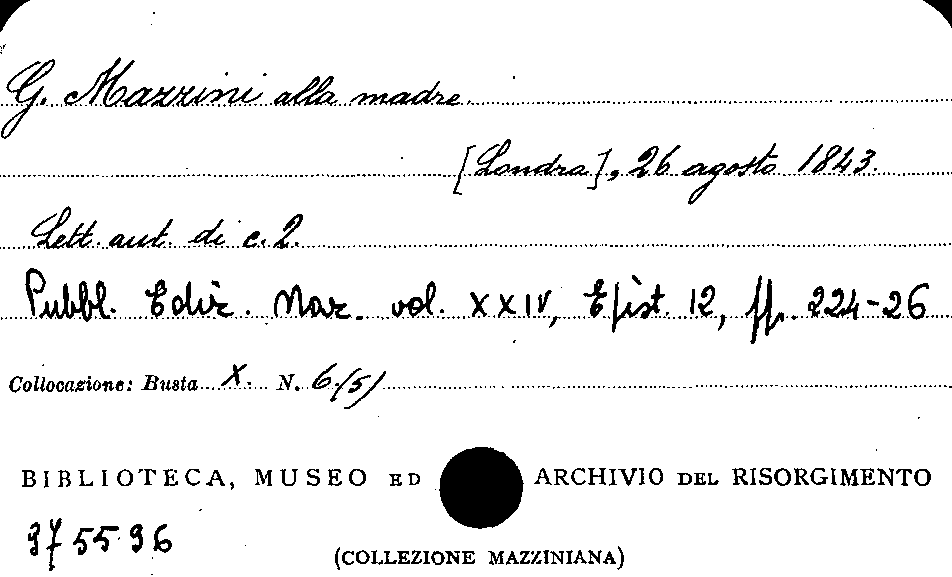 G. Mazzini alla madre.
[Londra], 26 agosto 1843.
Lett. aut. di c. 2.
Pubbl. Ediz. Naz. vol. XXIV, Epist. 12, pp. 224-26
Collocazione: Busta X. N. 6.(5)
BIBLIOTECA, MUSEO ED ARCHIVIO DEL RISORGIMENTO
375596
(COLLEZIONE MAZZINIANA)